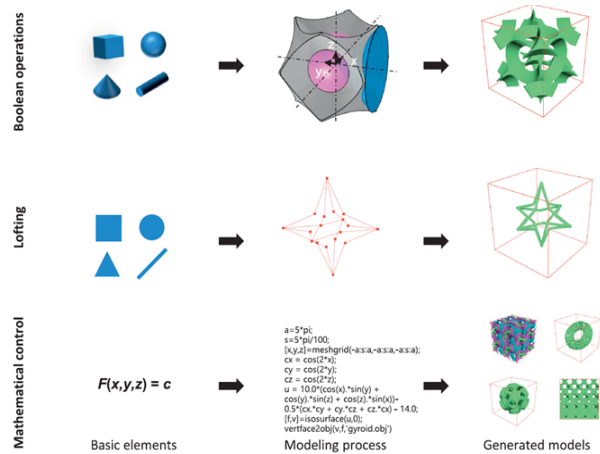 Boolean operations
z
x
y
Lofting
Mathematical control
F(x,y,z) = c
a=5*pi;
s=5*pi/100;
[x,y,z]=meshgrid(-a:s:a,-a:s:a,-a:s:a);
cx = cos(2*x);
cy = cos(2*y);
cz = cos(2*z);
u = 10.0*(cos(x).*sin(y) +
cos(y).*sin(z) + cos(z).*sin(x))-
0.5*(cx.*cy + cy.*cz + cz.*cx) - 14.0;
[f,v]=isosurface(u,0);
vertface2obj(v,f,'gyroid.obj')
Basic elements
Modeling process
Generated models